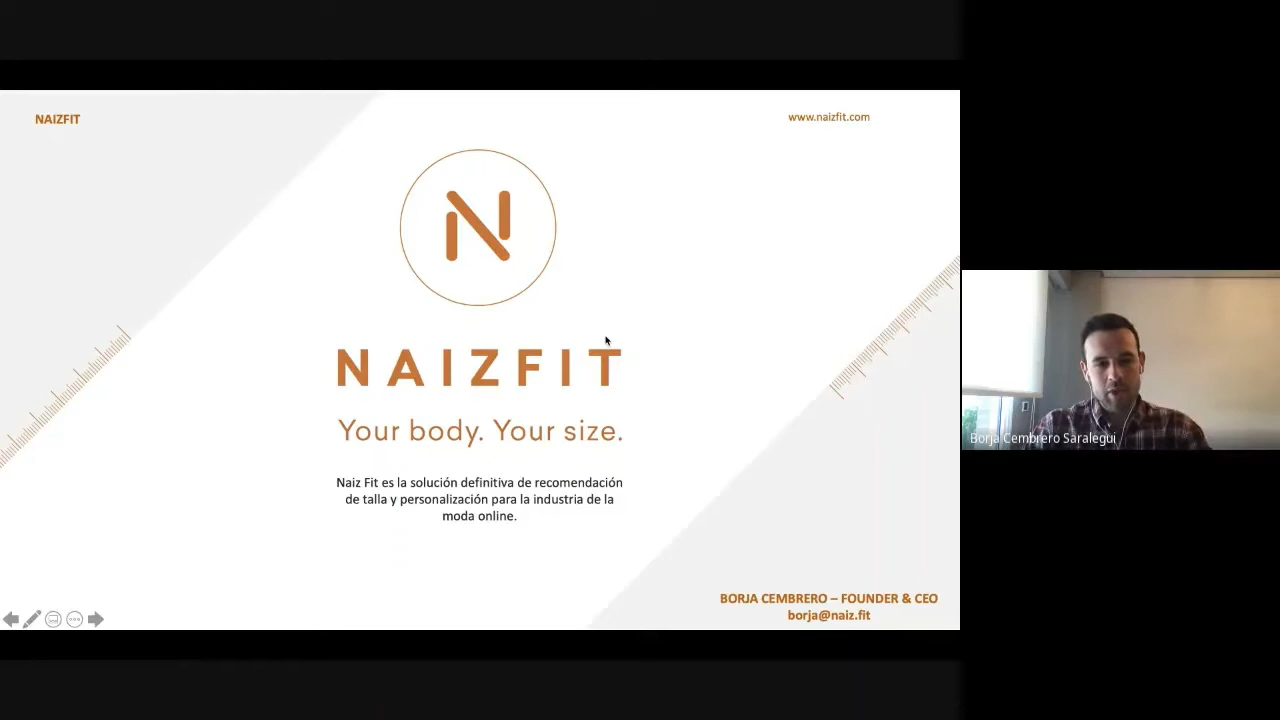 NAIZFIT
www.naizfit.com
N
NAIZFIT
Your body. Your size.
Naiz Fit es la solución definitiva de recomendación
de talla y personalización para la industria de la
moda online.
BORJA CEMBRERO – FOUNDER & CEO
borja@naiz.fit
Borja Cembrero Saralegui